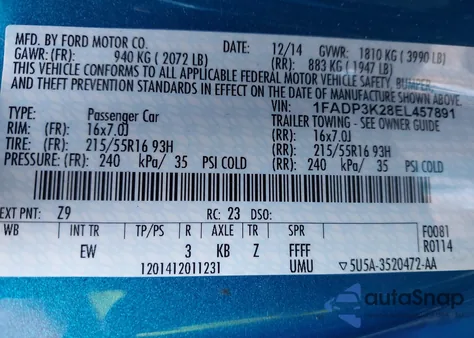 MFD. BY FORD MOTOR CO. DATE: 12/14 GVWR: 1810 KG ( 3990 LB)
GAWR: (FR): 940 KG ( 2072 LB) (RR): 883 KG ( 1947 LB)
THIS VEHICLE CONFORMS TO ALL APPLICABLE FEDERAL MOTOR VEHICLE SAFETY, BUMPER,
AND THEFT PREVENTION STANDARDS IN EFFECT ON THE DATE OF MANUFACTURE SHOWN ABOVE.
VIN: 1FADP3K28EL457891
TYPE: Passenger Car TRAILER TOWING - SEE OWNER GUIDE
RIM: (FR): 16x7.0J (RR): 16x7.0J
TIRE: (FR): 215/55R16 93H (RR): 215/55R16 93H
PRESSURE: (FR): 240 kPa/ 35 PSI COLD (RR): 240 kPa/ 35 PSI COLD
EXT PNT: Z9 RC: 23 DSO:
WB INT TR TP/PS R AXLE TR SPR F0081
EW 3 KB Z FFFF R0114
1201412011231 UMU ▽5U5A-3520472-AA
autoSnap